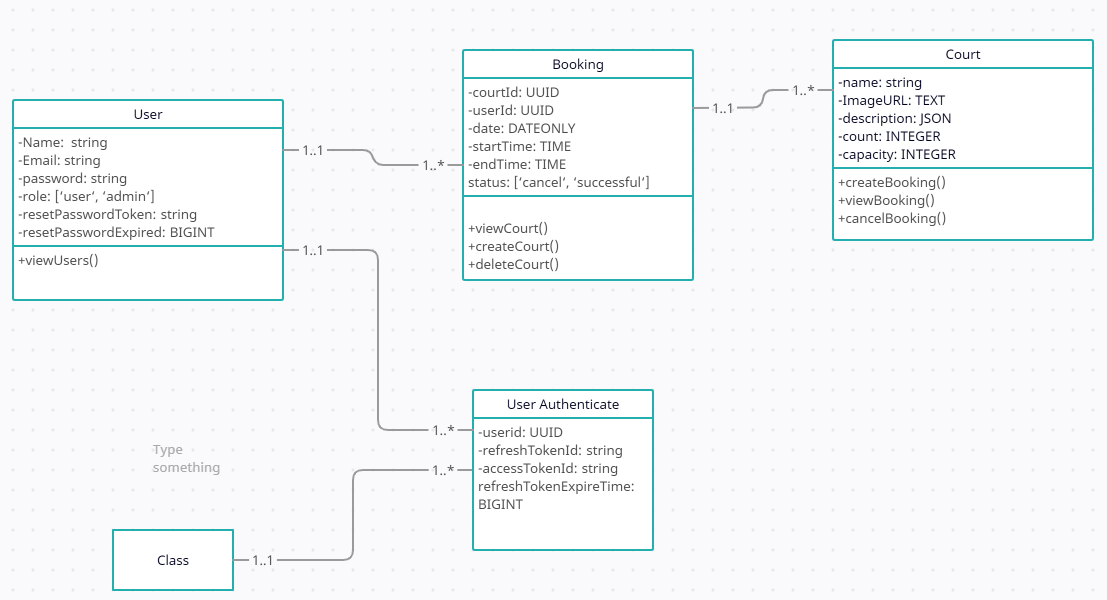 User
-Name:  string
-Email: string
-password: string
-role: [‘user‘, ‘admin‘]
-resetPasswordToken: string
-resetPasswordExpired: BIGINT
+viewUsers()
1..1
1..*
Booking
-courtId: UUID
-userId: UUID
-date: DATEONLY
-startTime: TIME
-endTime: TIME
status: [‘cancel‘, ‘successful‘]
+viewCourt()
+createCourt()
+deleteCourt()
1..1
1..*
Court
-name: string
-ImageURL: TEXT
-description: JSON
-count: INTEGER
-capacity: INTEGER
+createBooking()
+viewBooking()
+cancelBooking()
1..1
1..*
User Authenticate
-userid: UUID
-refreshTokenId: string
-accessTokenId: string
refreshTokenExpireTime:
BIGINT
1..*
Type
something
Class
1..1